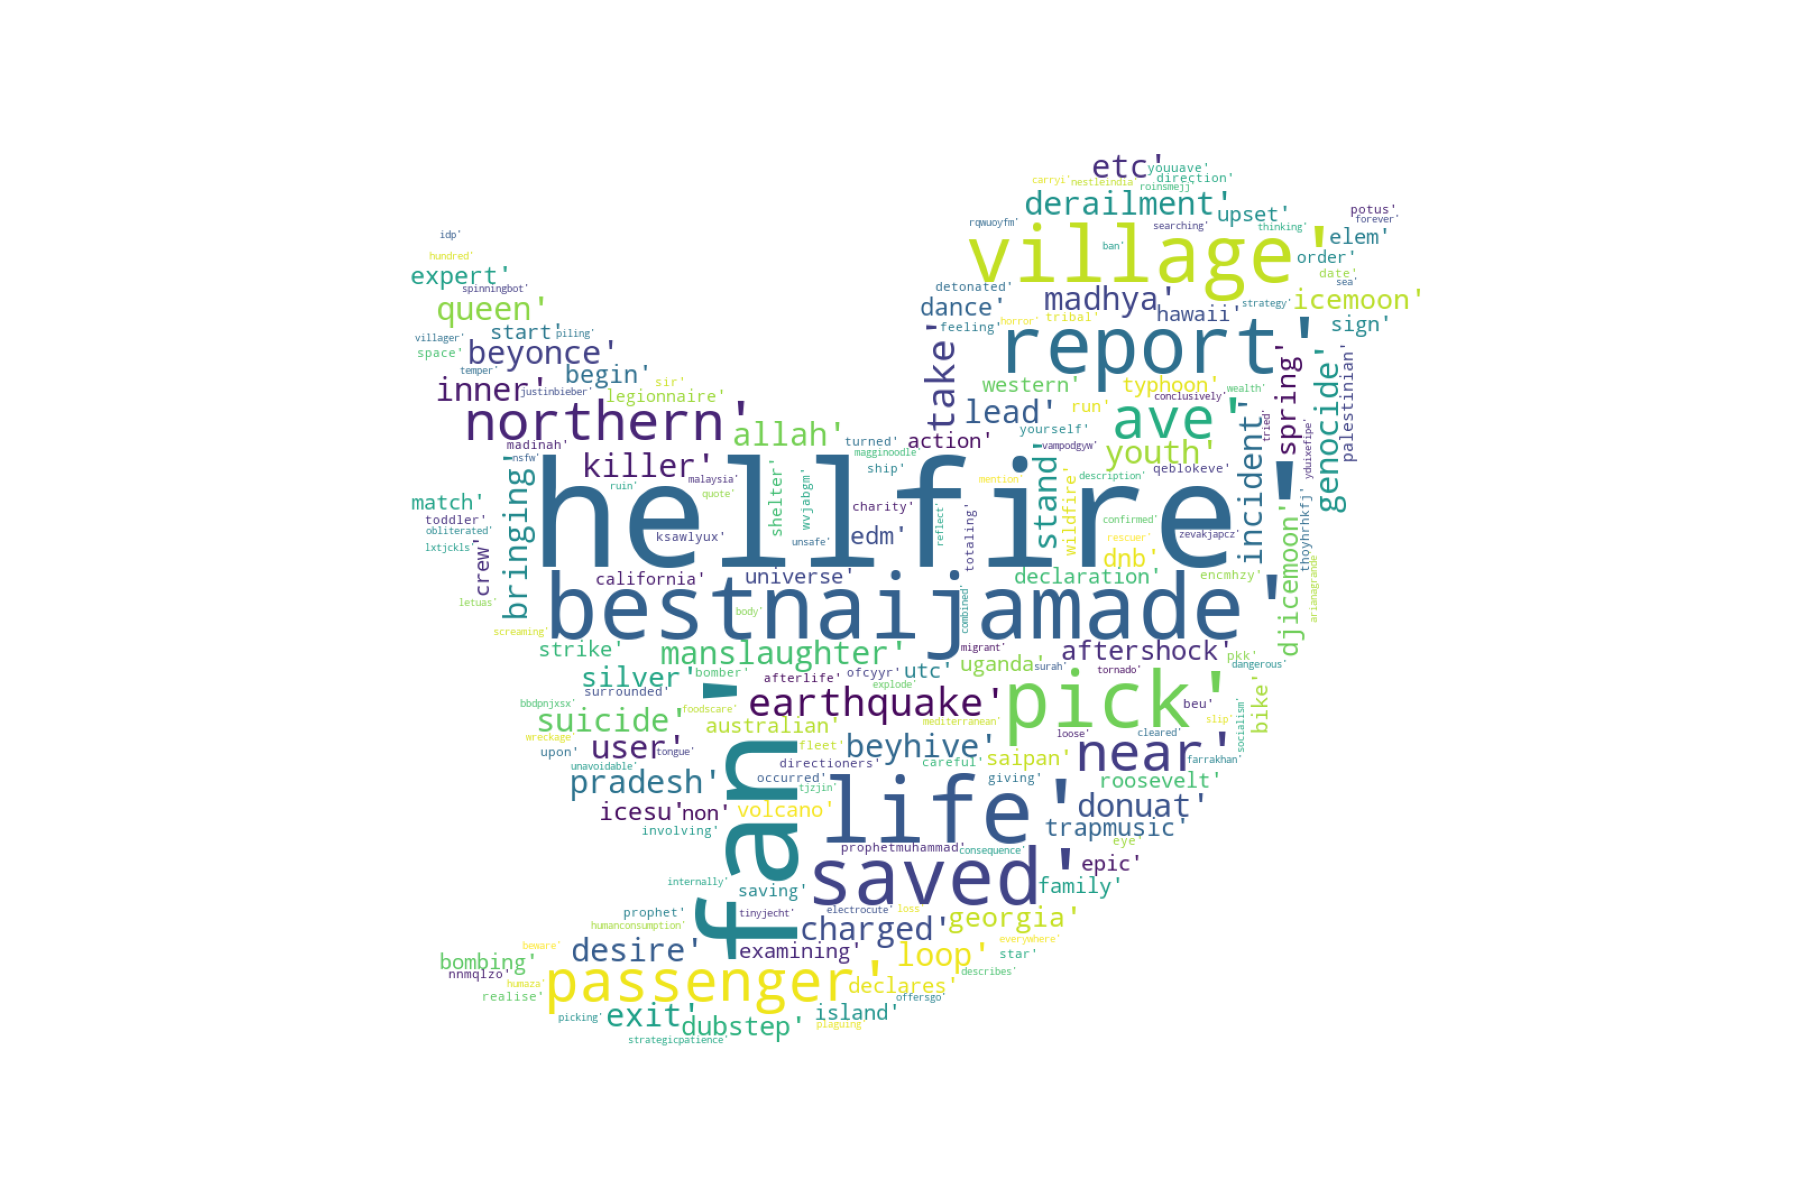 etc'
youuave'
carryi'
nestleindia'
direction'
roinsmejj'
derailment'
upset'
potus'
forever'
rqwuoyfm'
searching'
thinking'
idp'
village'
ban'
elem'
hundred'
order'
expert'
date'
sea'
spinningbot'
detonated'
queen'
dance'
madhya'
hawaii'
strategy'
icemoon'
start'
piling'
feeling'
horror'
tribal'
sign'
villager'
report'
space'
beyonce'
take'
spring'
genocide'
palestinian'
temper'
begin'
sir'
western'
typhoon'
wealth'
inner'
justinbieber'
legionnaire'
conclusively'
northern'
lead'
run'
ave'
tried'
allah'
yourself'
madinah'
turned'
action'
vampodgyw'
youth'
nsfw'
killer'
magginoodle'
ship'
qeblokeve'
yduixefipe'
bringing'
ruin'
malaysia'
shelter'
wvjabgm'
mention'
stand'
wildfire'
description'
incident'
thoyhrhkfj'
match'
quote'
hellfire'
toddler'
charity'
confirmed'
obliterated'
ksawlyux'
unsafe'
edm'
reflect'
totaling'
rescuer'
zevakjapcz'
lxtjckls'
crew'
dnb'
california'
universe'
declaration'
encmhzy'
arianagrande
djicemoon'
letuas'
body'
bestnaijamade'
combined'
screaming'
strike'
manslaughter'
migrant'
aftershock'
pkk'
silver'
bomber'
ofcyyr'
utc'
uganda'
surah'
tornado'
dangerous'
surrounded'
afterlife'
explode'
bbdpnjxsx'
foodscare'
earthquake'
pick'
beu'
bike'
suicide'
australian'
mediterranean'
slip'
socialism'
wreckage'
loose'
cleared'
upon'
user'
tongue'
fleet'
beyhive'
near'
unavoidable'
directioners'
careful'
saipan'
farrakhan'
pradesh'
occurred'
tjzjin'
giving'
roosevelt'
icesu'
non'
volcano'
life'
donuat'
involving'
trapmusic'
eye'
fan'
prophetmuhammad'
consequence'
epic'
internally'
saving'
saved'
family'
prophet'
tinyjecht'
electrocute'
loss'
humanconsumption'
charged'
georgia'
beware'
desire'
examining'
everywhere'
bombing'
loop'
star'
nnmqlzo'
describes'
humaza'
passenger'
declares'
realise'
offersgo'
picking'
exit'
dubstep'
island'
plaguing'
strategicpatience'